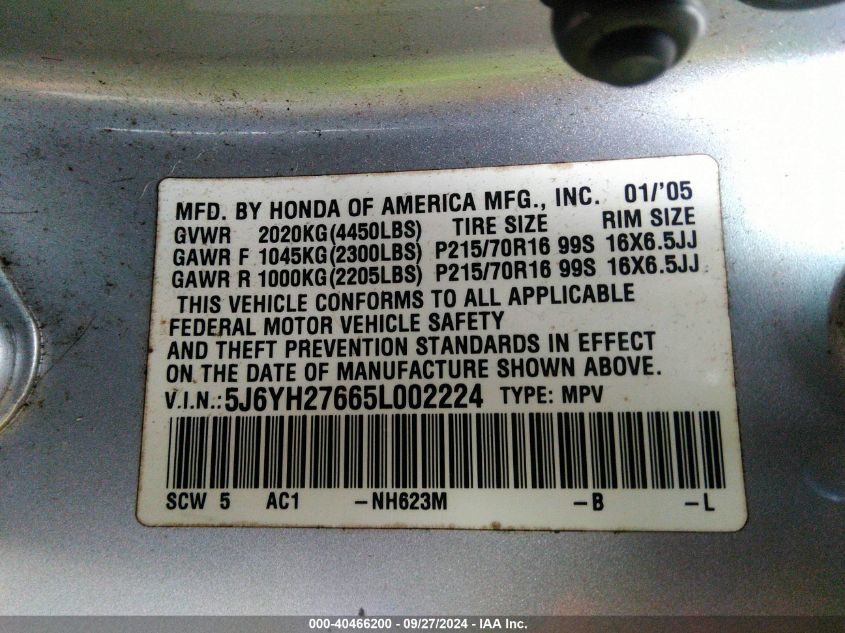 MFD. BY HONDA OF AMERICA MFG., INC. 01/'05
GVWR 2020KG(4450LBS) TIRE SIZE RIM SIZE
GAWR F 1045KG(2300LBS) P215/70R16 99S 16X6.5JJ
GAWR R 1000KG(2205LBS) P215/70R16 99S 16X6.5JJ
THIS VEHICLE CONFORMS TO ALL APPLICABLE
FEDERAL MOTOR VEHICLE SAFETY
AND THEFT PREVENTION STANDARDS IN EFFECT
ON THE DATE OF MANUFACTURE SHOWN ABOVE.
V.I.N.:5J6YH27665L002224 TYPE: MPV
SCW 5 AC1 -NH623M -B -L
000-40466200 - 09/27/2024 - IAA Inc.